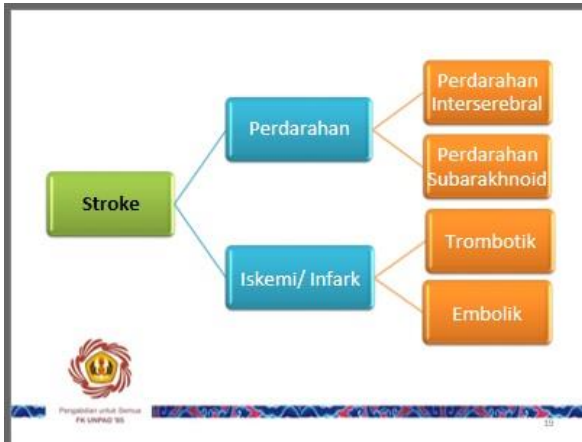 Perdarahan
Interserebral
Perdarahan
Perdarahan
Subarakhnoid
Stroke
Trombotik
Iskemi/ Infark
Embolik
Pengabdian untuk Semua
FK UNPAD '85
19